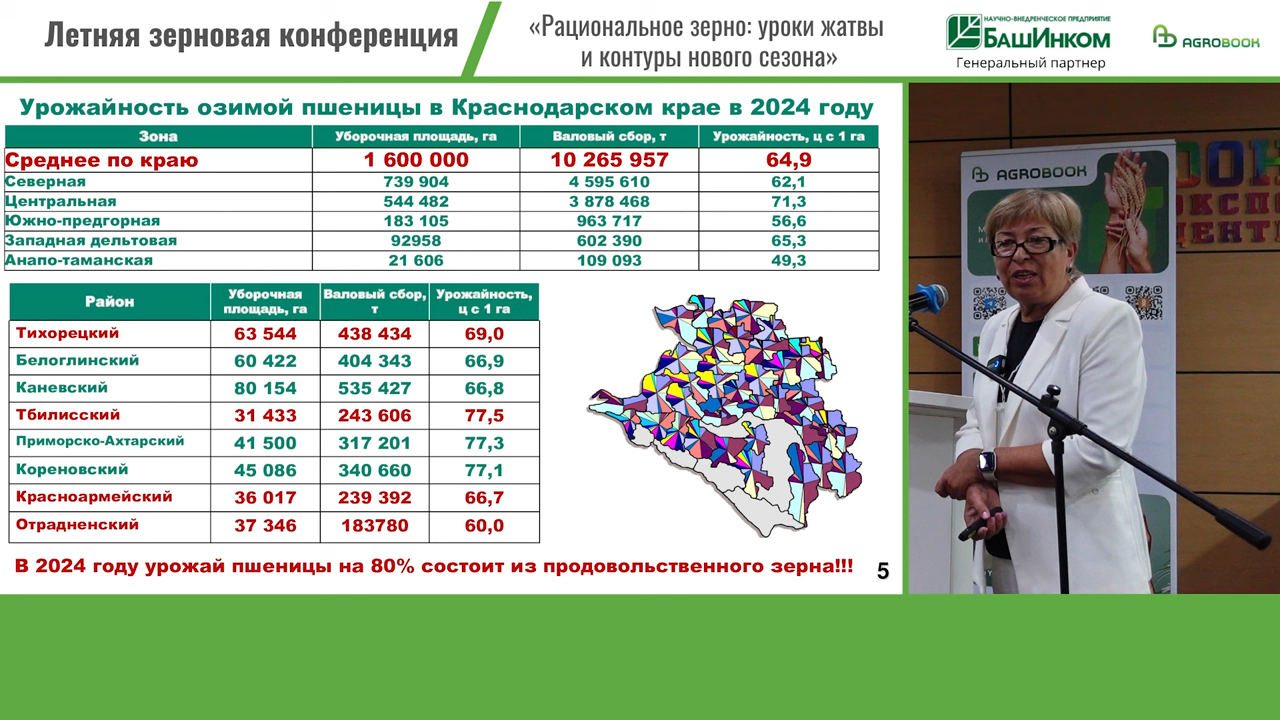 Летняя зерновая конференция
«Рациональное зерно: уроки жатвы
и контуры нового сезона»
НАУЧНО-ВНЕДРЕНЧЕСКОЕ ПРЕДПРИЯТИЕ
БашИнком
Генеральный партнер
AGROBOOK
Урожайность озимой пшеницы в Краснодарском крае в 2024 году
Зона Уборочная площадь, га Валовый сбор, т Урожайность, ц с 1 га
Среднее по краю 1 600 000 10 265 957 64,9
Северная 739 904 4 595 610 62,1
Центральная 544 482 3 878 468 71,3
Южно-предгорная 183 105 963 717 56,6
Западная дельтовая 92958 602 390 65,3
Анапо-таманская 21 606 109 093 49,3
Район Уборочная площадь, га Валовый сбор, т Урожайность, ц с 1 га
Тихорецкий 63 544 438 434 69,0
Белоглинский 60 422 404 343 66,9
Каневский 80 154 535 427 66,8
Тбилисский 31 433 243 606 77,5
Приморско-Ахтарский 41 500 317 201 77,3
Кореновский 45 086 340 660 77,1
Красноармейский 36 017 239 392 66,7
Отрадненский 37 346 183780 60,0
В 2024 году урожай пшеницы на 80% состоит из продовольственного зерна!!!
5
AGROBOOK
ЭКСПО
ЦЕНТР